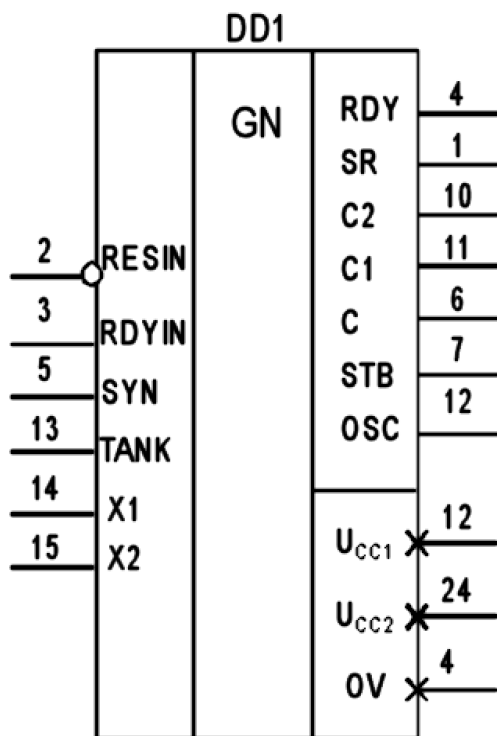 DD1
GN
2 RESIN
3 RDYIN
5 SYN
13 TANK
14 X1
15 X2
RDY 4
SR 1
C2 10
C1 11
C 6
STB 7
OSC 12
UCC1 12
UCC2 24
0V 4